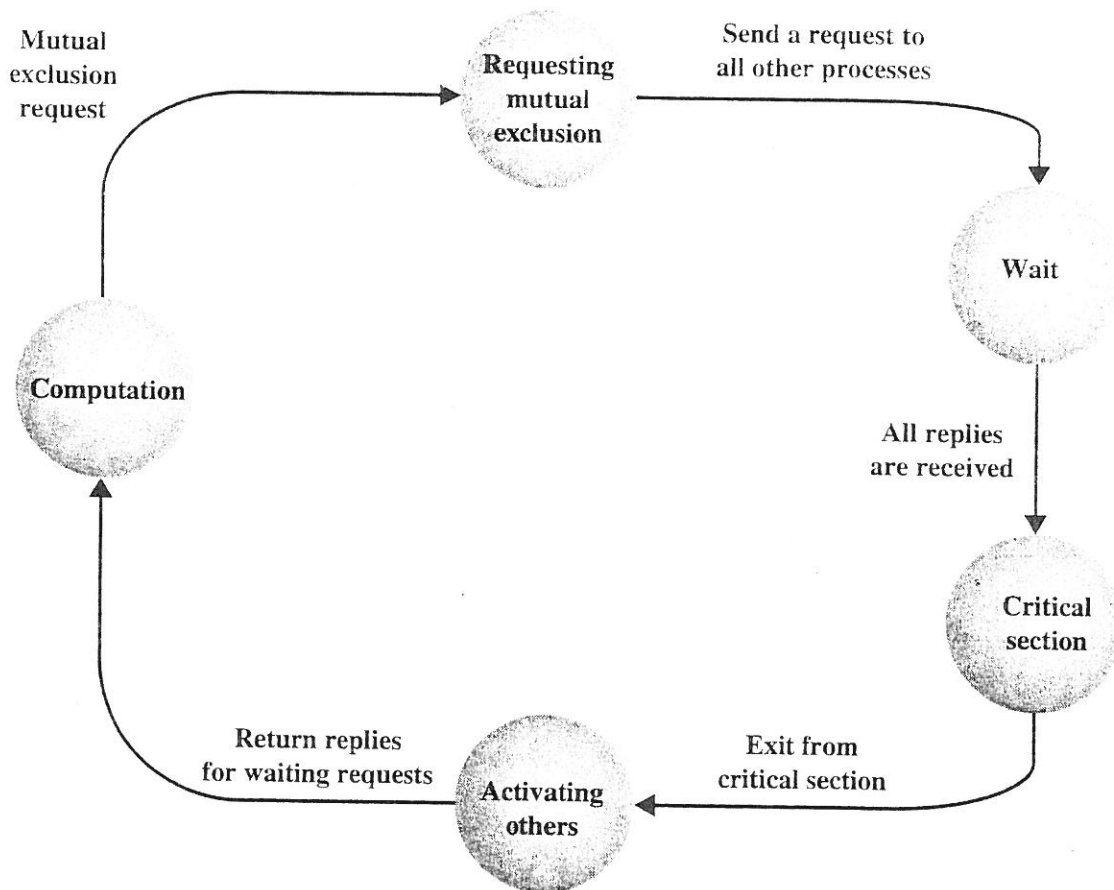 Mutual
exclusion
request
Requesting
mutual
exclusion
Send a request to
all other processes
Wait
All replies
are received
Critical
section
Exit from
critical section
Activating
others
Return replies
for waiting requests
Computation